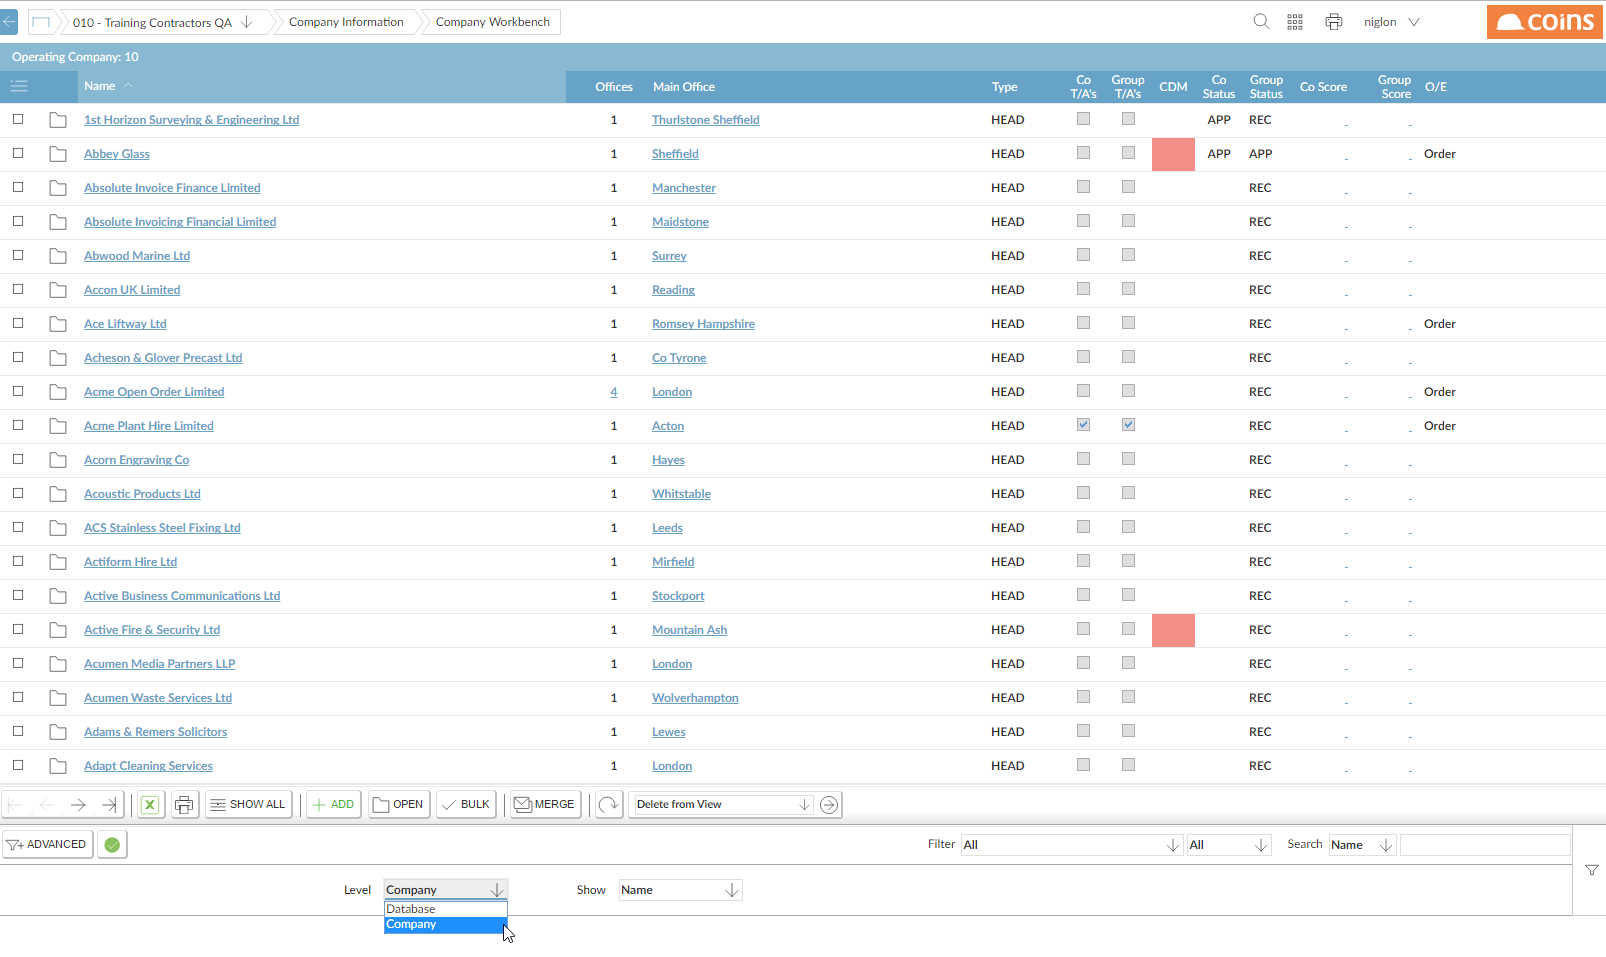 010 - Training Contractors QA Company Information Company Workbench niglon coins
Operating Company: 10
Name Offices Main Office Type Co T/A's Group T/A's CDM Co Status Group Status Co Score Group Score O/E
1st Horizon Surveying & Engineering Ltd 1 Thurlstone Sheffield HEAD APP REC - -
Abbey Glass 1 Sheffield HEAD APP APP - - Order
Absolute Invoice Finance Limited 1 Manchester HEAD REC - -
Absolute Invoicing Financial Limited 1 Maidstone HEAD REC - -
Abwood Marine Ltd 1 Surrey HEAD REC - -
Accon UK Limited 1 Reading HEAD REC - -
Ace Liftway Ltd 1 Romsey Hampshire HEAD REC - - Order
Acheson & Glover Precast Ltd 1 Co Tyrone HEAD REC - -
Acme Open Order Limited 4 London HEAD REC - - Order
Acme Plant Hire Limited 1 Acton HEAD REC - - Order
Acorn Engraving Co 1 Hayes HEAD REC - -
Acoustic Products Ltd 1 Whitstable HEAD REC - -
ACS Stainless Steel Fixing Ltd 1 Leeds HEAD REC - -
Actiform Hire Ltd 1 Mirfield HEAD REC - -
Active Business Communications Ltd 1 Stockport HEAD REC - -
Active Fire & Security Ltd 1 Mountain Ash HEAD REC - -
Acumen Media Partners LLP 1 London HEAD REC - -
Acumen Waste Services Ltd 1 Wolverhampton HEAD REC - -
Adams & Remers Solicitors 1 Lewes HEAD REC - -
Adapt Cleaning Services 1 London HEAD REC - -
SHOW ALL ADD OPEN BULK MERGE Delete from View
ADVANCED Filter All All Search Name
Level Company Show Name
Database
Company